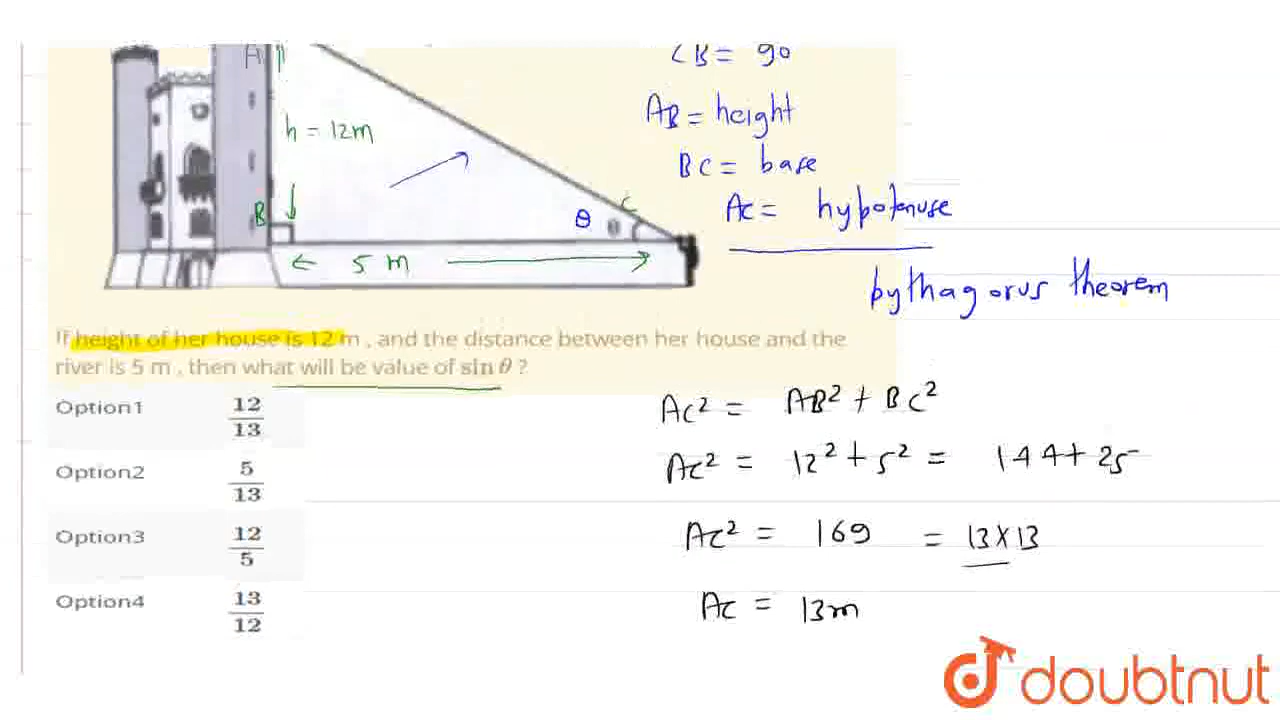 A
∠B = 90
h = 12m
AB = height
BC = base
B
θ
C
AC = hypotenuse
5 m
pythagorus theorem
If height of her house is 12 m , and the distance between her house and the
river is 5 m , then what will be value of sin θ ?
Option1 12/13
AC² = AB² + BC²
Option2 5/13
AC² = 12² + 5² = 144 + 25
Option3 12/5
AC² = 169 = 13 × 13
Option4 13/12
AC = 13m
doubtnut